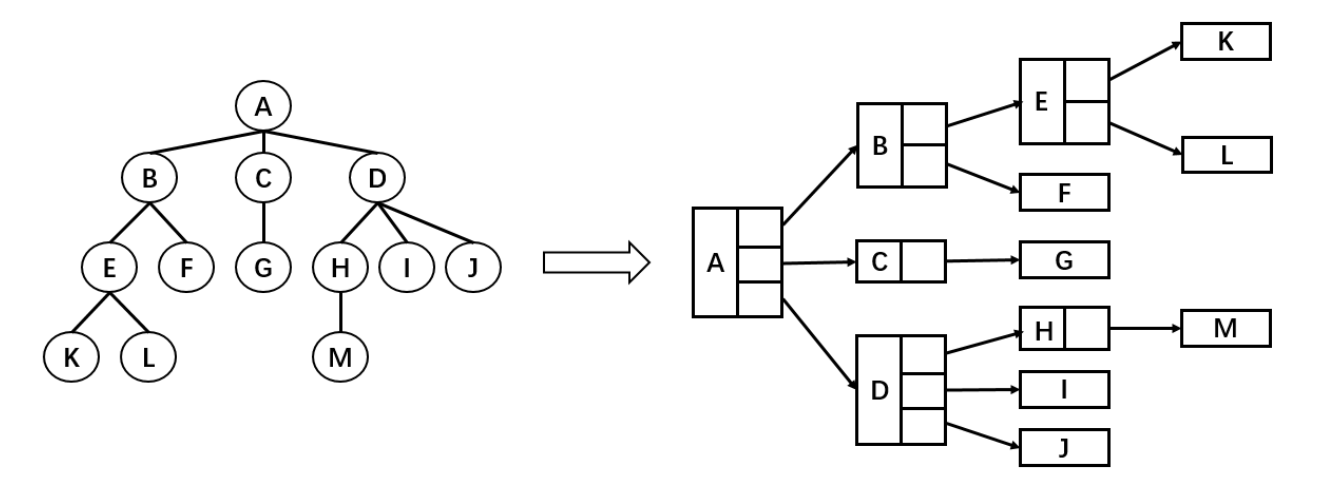 A
B C D
E F G H I J
K L M
K
E
B L
F
A C G
H M
D I
J